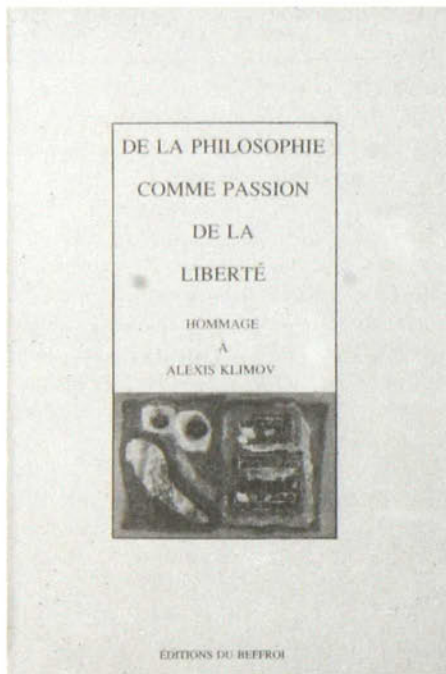 DE LA PHILOSOPHIE
COMME PASSION
DE LA
LIBERTÉ
HOMMAGE
À
ALEXIS KLIMOV
ÉDITIONS DU BEFFROI